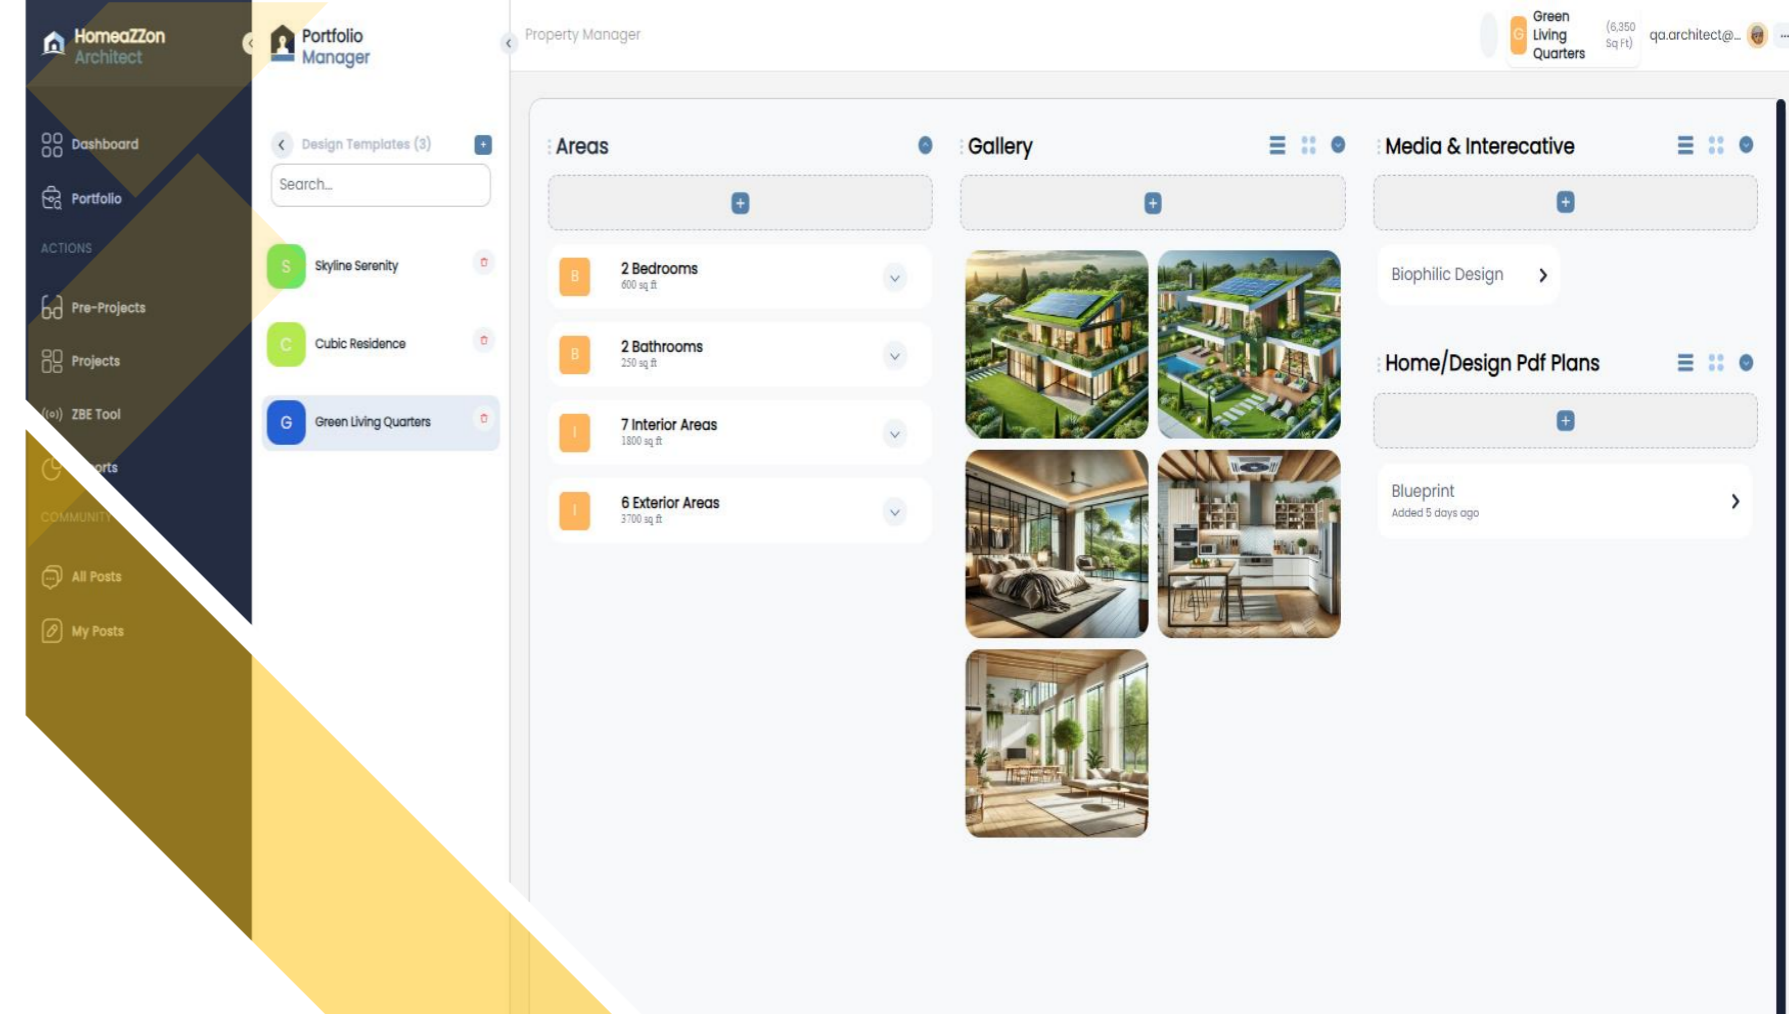 HomeaZZon
Architect
Dashboard
Portfolio
ACTIONS
Pre-Projects
Projects
ZBE Tool
orts
COMMUNITY
All Posts
My Posts
Portfolio
Manager
Design Templates (3)
Search...
S
Skyline Serenity
C
Cubic Residence
G
Green Living Quarters
Property Manager
G
Green
Living
Quarters
(6,350
Sq Ft)
qa.architect@...
Areas
B
2 Bedrooms
600 sq ft
B
2 Bathrooms
250 sq ft
I
7 Interior Areas
1800 sq ft
I
6 Exterior Areas
3700 sq ft
Gallery
Media & Interecative
Biophilic Design
Home/Design Pdf Plans
Blueprint
Added 5 days ago